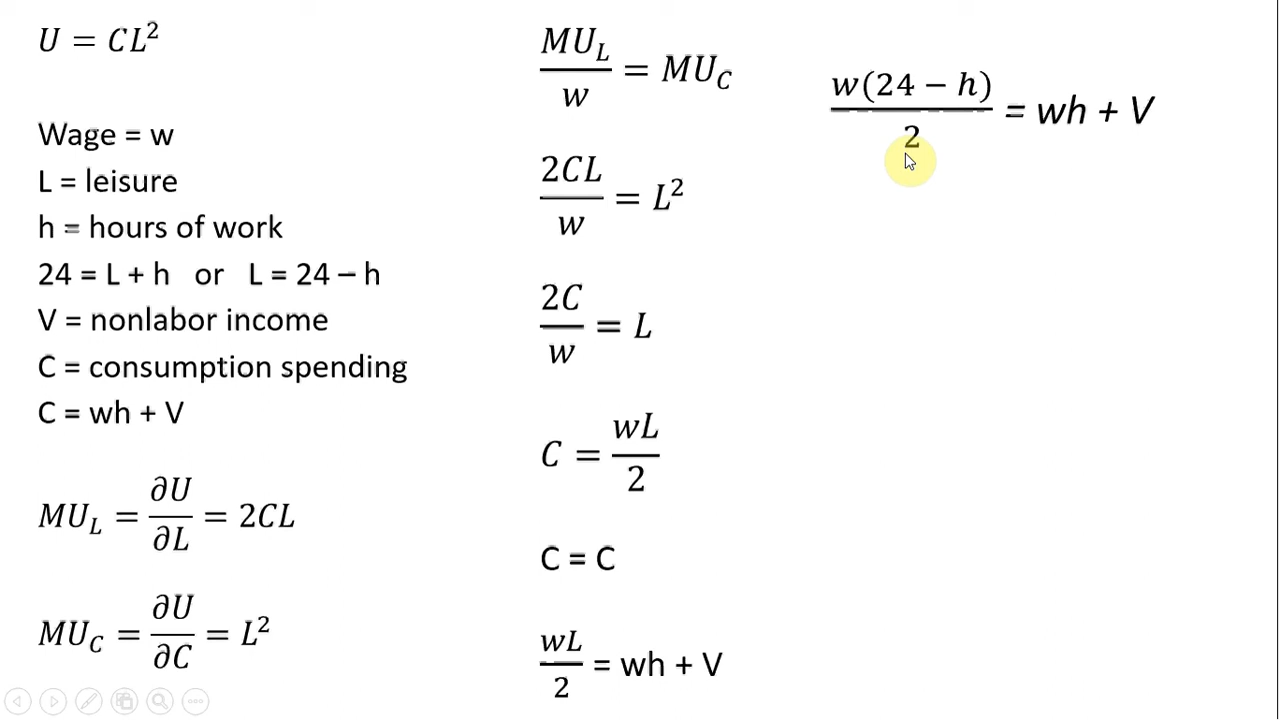 U = CL²
Wage = w
L = leisure
h = hours of work
24 = L + h or L = 24 – h
V = nonlabor income
C = consumption spending
C = wh + V
MU_L = ∂U/∂L = 2CL
MU_C = ∂U/∂C = L²
MU_L/w = MU_C
2CL/w = L²
2C/w = L
C = wL/2
C = C
wL/2 = wh + V
w(24 − h)/2 = wh + V